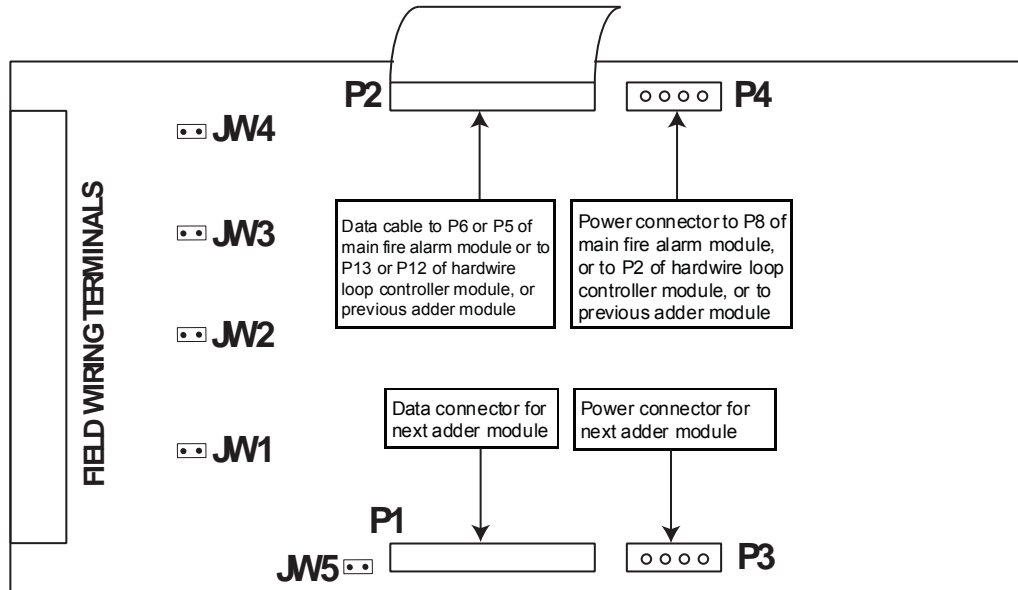 P2
P4
JW4
JW3
JW2
JW1
FIELD WIRING TERMINALS
Data cable to P6 or P5 of
main fire alarm module or to
P13 or P12 of hardwire
loop controller module, or
previous adder module
Power connector to P8 of
main fire alarm module,
or to P2 of hardwire loop
controller module, or to
previous adder module
Data connector for
next adder module
Power connector for
next adder module
P1
JW5
P3